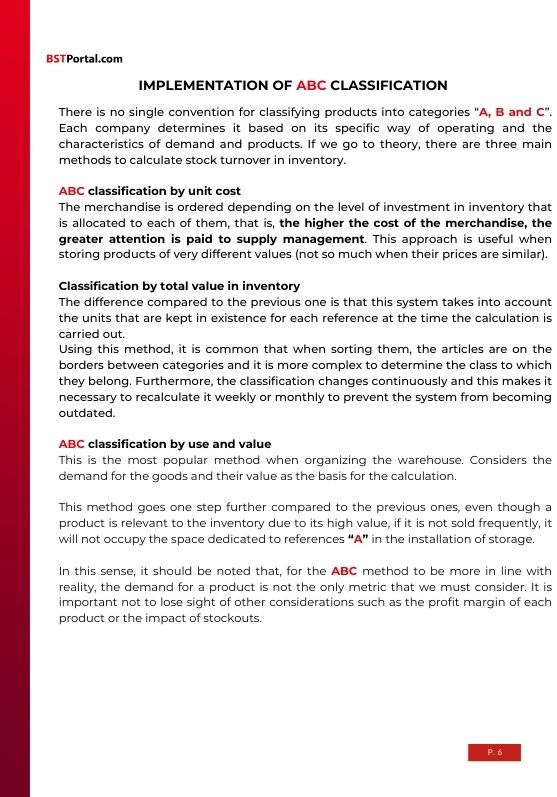 BSTPortal.com
IMPLEMENTATION OF ABC CLASSIFICATION
There is no single convention for classifying products into categories “A, B and C”.
Each company determines it based on its specific way of operating and the
characteristics of demand and products. If we go to theory, there are three main
methods to calculate stock turnover in inventory.
ABC classification by unit cost
The merchandise is ordered depending on the level of investment in inventory that
is allocated to each of them, that is, the higher the cost of the merchandise, the
greater attention is paid to supply management. This approach is useful when
storing products of very different values (not so much when their prices are similar).
Classification by total value in inventory
The difference compared to the previous one is that this system takes into account
the units that are kept in existence for each reference at the time the calculation is
carried out.
Using this method, it is common that when sorting them, the articles are on the
borders between categories and it is more complex to determine the class to which
they belong. Furthermore, the classification changes continuously and this makes it
necessary to recalculate it weekly or monthly to prevent the system from becoming
outdated.
ABC classification by use and value
This is the most popular method when organizing the warehouse. Considers the
demand for the goods and their value as the basis for the calculation.
This method goes one step further compared to the previous ones, even though a
product is relevant to the inventory due to its high value, if it is not sold frequently, it
will not occupy the space dedicated to references “A” in the installation of storage.
In this sense, it should be noted that, for the ABC method to be more in line with
reality, the demand for a product is not the only metric that we must consider. It is
important not to lose sight of other considerations such as the profit margin of each
product or the impact of stockouts.
P. 6